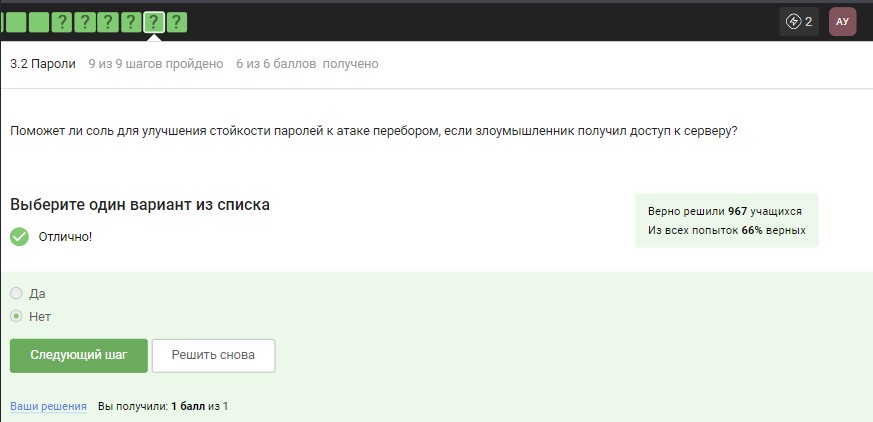 ? ? ? ? ? ?
2
АУ
3.2 Пароли 9 из 9 шагов пройдено 6 из 6 баллов получено
Поможет ли соль для улучшения стойкости паролей к атаке перебором, если злоумышленник получил доступ к серверу?
Выберите один вариант из списка
Отлично!
Верно решили 967 учащихся
Из всех попыток 66% верных
Да
Нет
Следующий шаг
Решить снова
Ваши решения Вы получили: 1 балл из 1